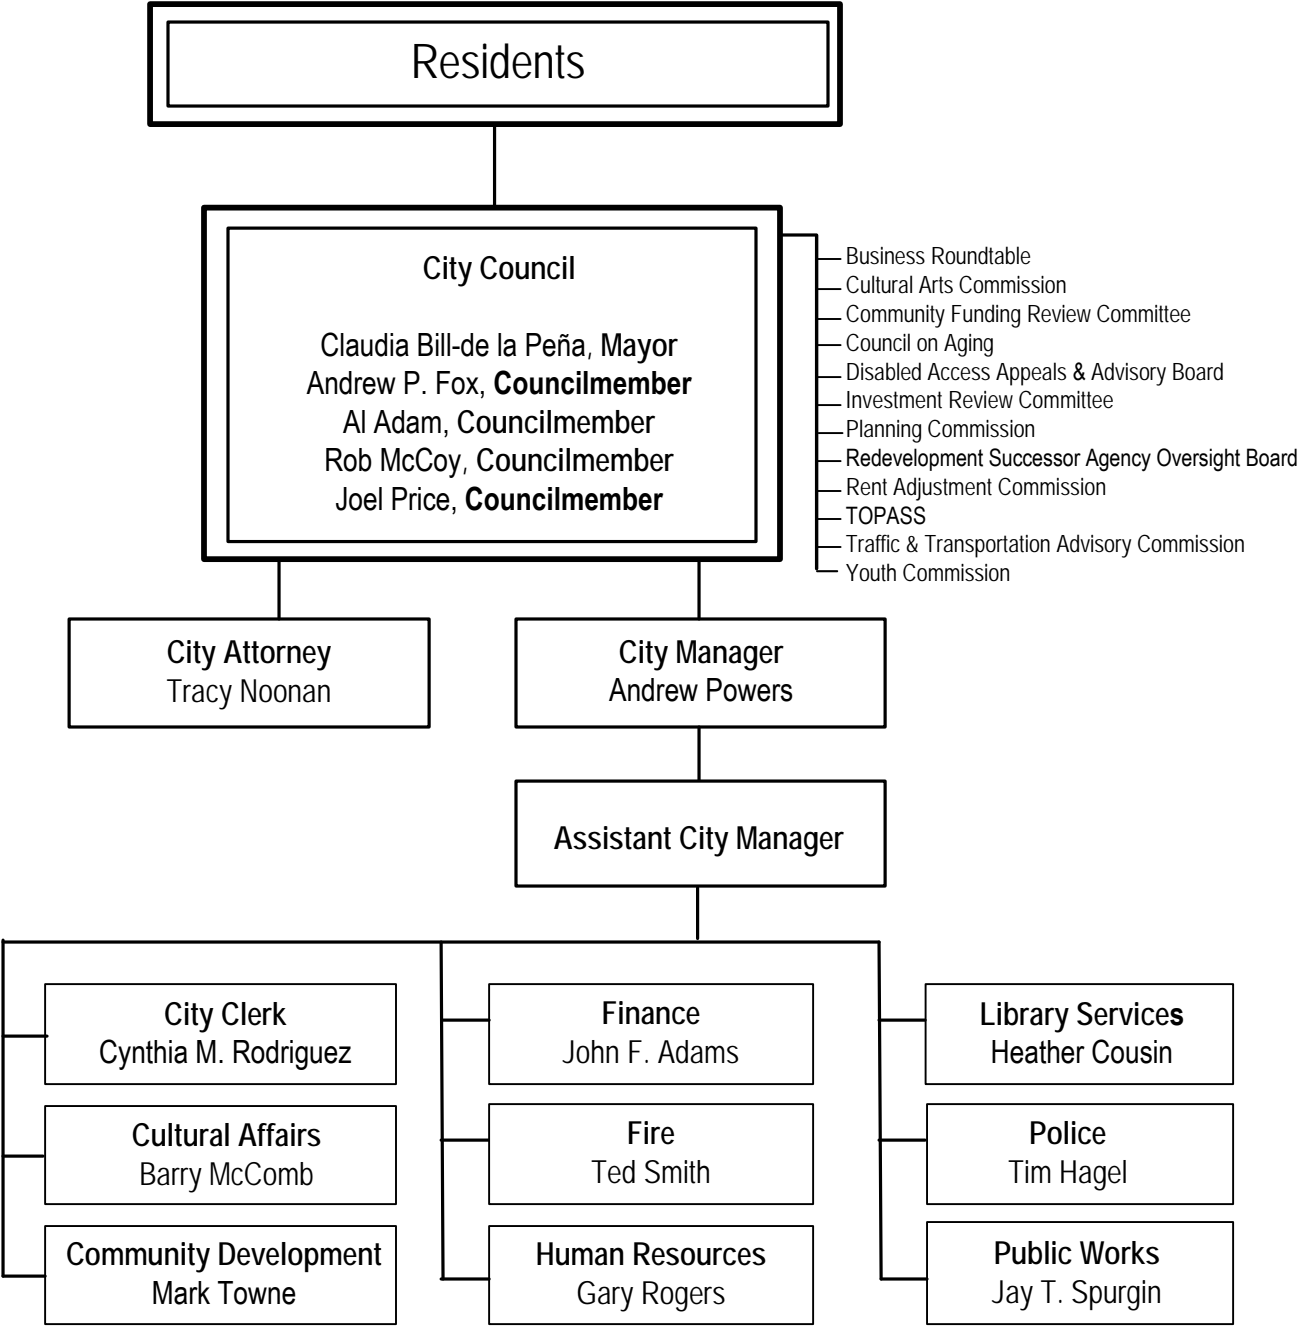 Residents
City Council
Claudia Bill-de la Peña, Mayor
Andrew P. Fox, Councilmember
Al Adam, Councilmember
Rob McCoy, Councilmember
Joel Price, Councilmember
Business Roundtable
Cultural Arts Commission
Community Funding Review Committee
Council on Aging
Disabled Access Appeals & Advisory Board
Investment Review Committee
Planning Commission
Redevelopment Successor Agency Oversight Board
Rent Adjustment Commission
TOPASS
Traffic & Transportation Advisory Commission
Youth Commission
City Attorney
Tracy Noonan
City Manager
Andrew Powers
Assistant City Manager
City Clerk
Cynthia M. Rodriguez
Finance
John F. Adams
Library Services
Heather Cousin
Cultural Affairs
Barry McComb
Fire
Ted Smith
Police
Tim Hagel
Community Development
Mark Towne
Human Resources
Gary Rogers
Public Works
Jay T. Spurgin